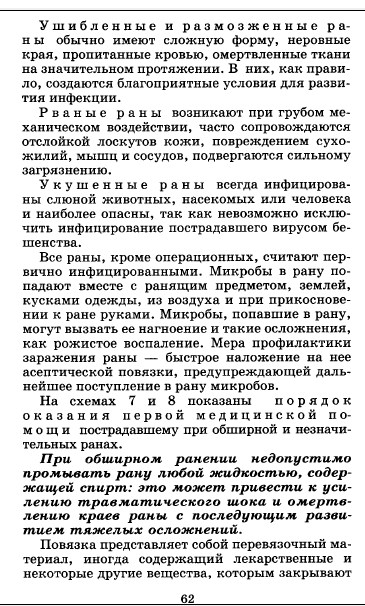 Ушибленные и размозженные ра-
ны обычно имеют сложную форму, неровные
края, пропитанные кровью, омертвленные ткани
на значительном протяжении. В них, как прави-
ло, создаются благоприятные условия для разви-
тия инфекции.
Рваные раны возникают при грубом ме-
ханическом воздействии, часто сопровождаются
отслойкой лоскутов кожи, повреждением сухо-
жилий, мышц и сосудов, подвергаются сильному
загрязнению.
Укушенные раны всегда инфицирова-
ны слюной животных, насекомых или человека
и наиболее опасны, так как невозможно исклю-
чить инфицирование пострадавшего вирусом бе-
шенства.
Все раны, кроме операционных, считают пер-
вично инфицированными. Микробы в рану по-
падают вместе с ранящим предметом, землей,
кусками одежды, из воздуха и при прикоснове-
нии к ране руками. Микробы, попавшие в рану,
могут вызвать ее нагноение и такие осложнения,
как рожистое воспаление. Мера профилактики
заражения раны — быстрое наложение на нее
асептической повязки, предупреждающей даль-
нейшее поступление в рану микробов.
На схемах 7 и 8 показаны порядок
оказания первой медицинской по-
мощи пострадавшему при обширной и незначи-
тельных ранах.
При обширном ранении недопустимо
промывать рану любой жидкостью, содер-
жащей спирт: это может привести к уси-
лению травматического шока и омертв-
лению краев раны с последующим разви-
тием тяжелых осложнений.
Повязка представляет собой перевязочный ма-
териал, иногда содержащий лекарственные и
некоторые другие вещества, которым закрывают
62